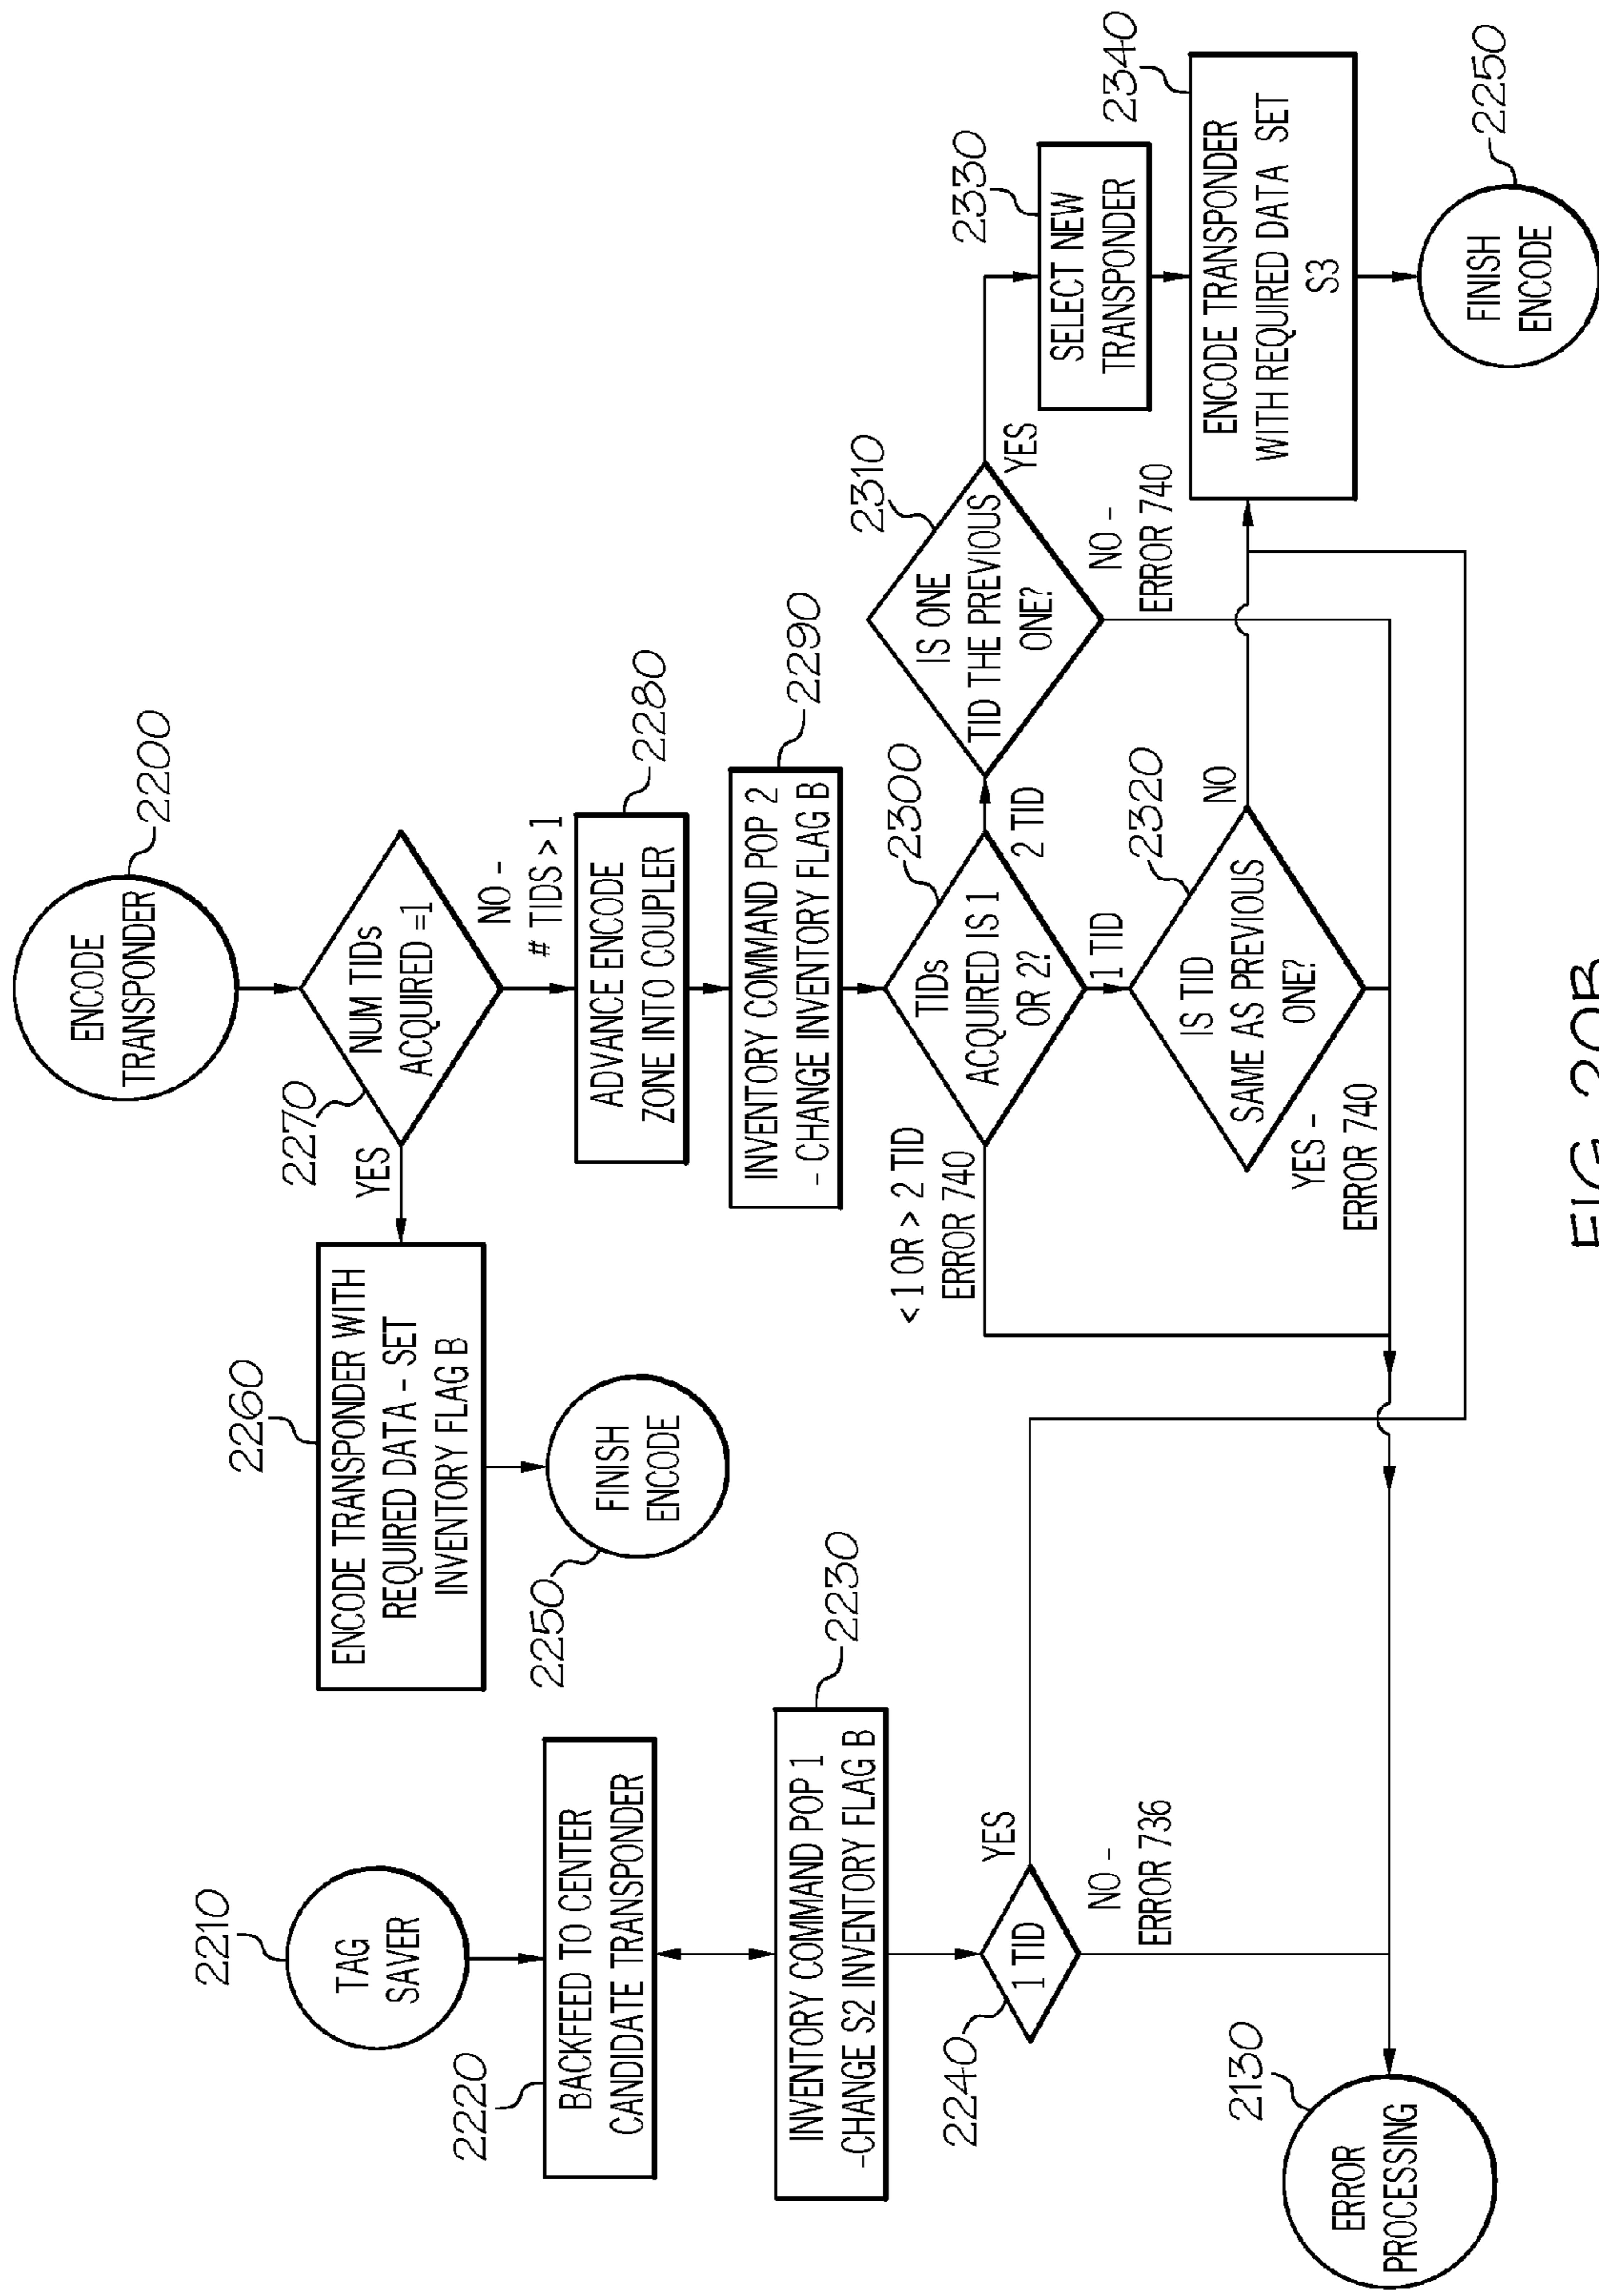 2200
ENCODE
TRANSPONDER
2270
NUM TIDs
ACQUIRED =1
YES
NO -
# TIDS > 1
2260
ENCODE TRANSPONDER WITH
REQUIRED DATA - SET
INVENTORY FLAG B
2250
FINISH
ENCODE
2280
ADVANCE ENCODE
ZONE INTO COUPLER
2290
INVENTORY COMMAND POP 2
- CHANGE INVENTORY FLAG B
2300
TIDs
ACQUIRED IS 1
OR 2?
< 1 OR > 2 TID
ERROR 740
2 TID
1 TID
2310
IS ONE
TID THE PREVIOUS
ONE?
YES
NO -
ERROR 740
2320
IS TID
SAME AS PREVIOUS
ONE?
NO
YES -
ERROR 740
2330
SELECT NEW
TRANSPONDER
2340
ENCODE TRANSPONDER
WITH REQUIRED DATA SET
S3
2250
FINISH
ENCODE
2210
TAG
SAVER
2220
BACKFEED TO CENTER
CANDIDATE TRANSPONDER
2230
INVENTORY COMMAND POP 1
-CHANGE S2 INVENTORY FLAG B
2240
1 TID
YES
NO -
ERROR 736
2130
ERROR
PROCESSING
FIG. 20B